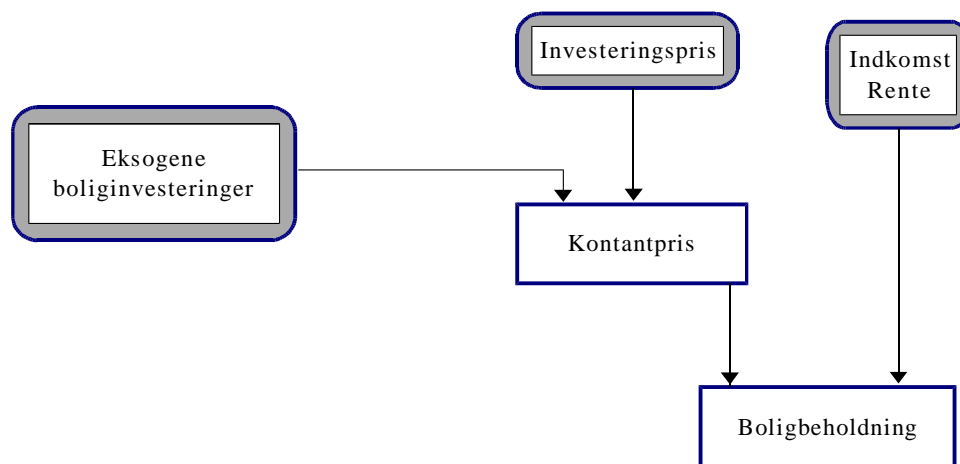 Investeringspris
Indkomst
Rente
Eksogene
boliginvesteringer
Kontantpris
Boligbeholdning